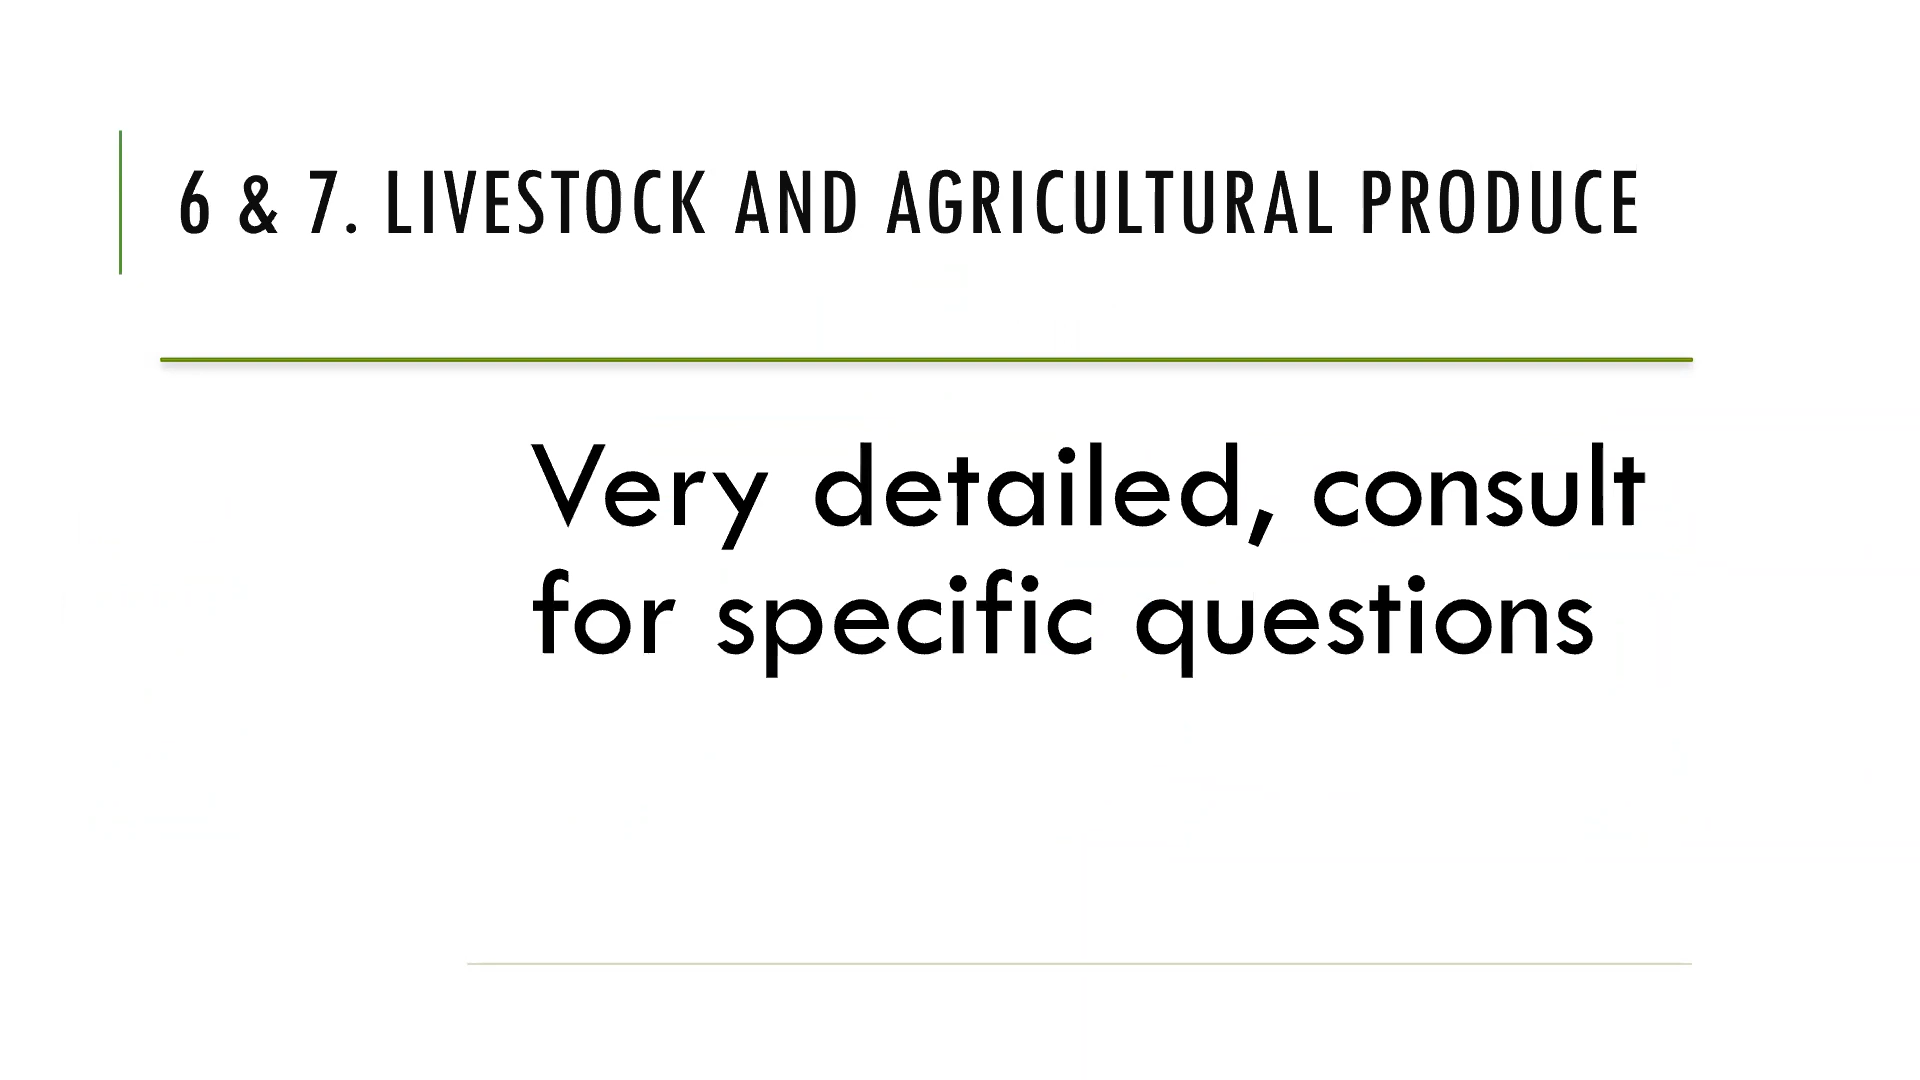 6 & 7. LIVESTOCK AND AGRICULTURAL PRODUCE
Very detailed, consult
for specific questions